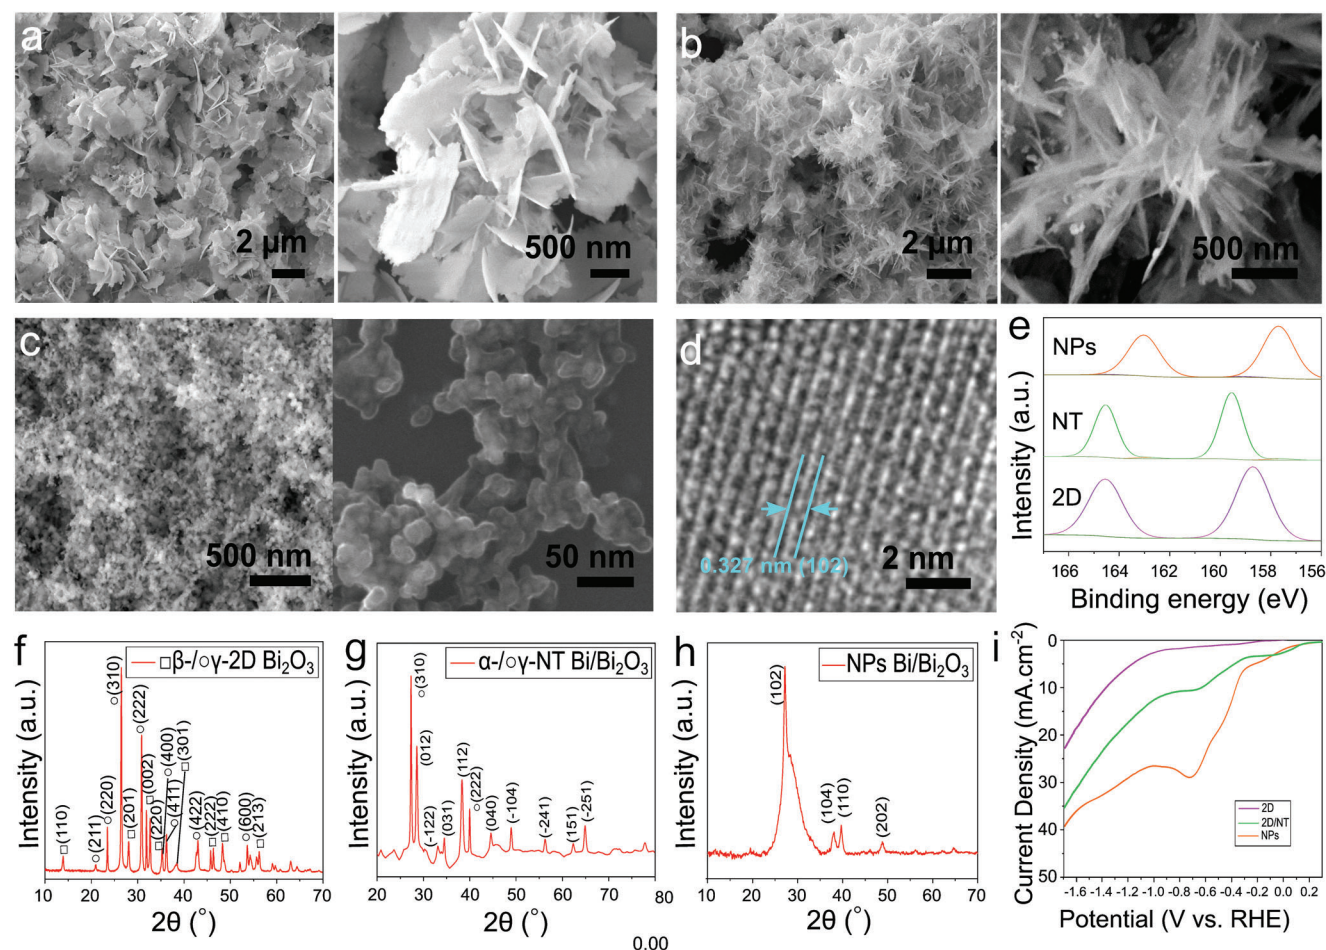 a
2 µm
500 nm
b
2 µm
500 nm
c
500 nm
50 nm
d
0.327 nm (102)
2 nm
e
NPs
NT
2D
Intensity (a.u.)
166 164 162 160 159 157 156
Binding energy (eV)
f
□β-/○γ-2D Bi₂O₃
Intensity (a.u.)
□(110)
○(211)
○(220)
○(310)
□(201)
○(222)
□(002)
□(220)
○(400)
○(411)
□(301)
○(422)
□(222)
□(410)
○(600)
□(213)
10 20 30 40 50 60 70
2θ (°)
g
α-/○γ-NT Bi/Bi₂O₃
Intensity (a.u.)
○(310)
(012)
(-122)
(031)
(112)
○(222)
(040)
(-104)
(-241)
(151)
(-251)
20 30 40 50 60 70 80
2θ (°)
0.00
h
NPs Bi/Bi₂O₃
Intensity (a.u.)
(102)
(104)
(110)
(202)
10 20 30 40 50 60 70
2θ (°)
i
Current Density (mA.cm⁻²)
0
10
20
30
40
50
2D
2D/NT
NPs
-1.6 -1.4 -1.2 -1.0 -0.8 -0.6 -0.4 -0.2 0.0 0.2
Potential (V vs. RHE)